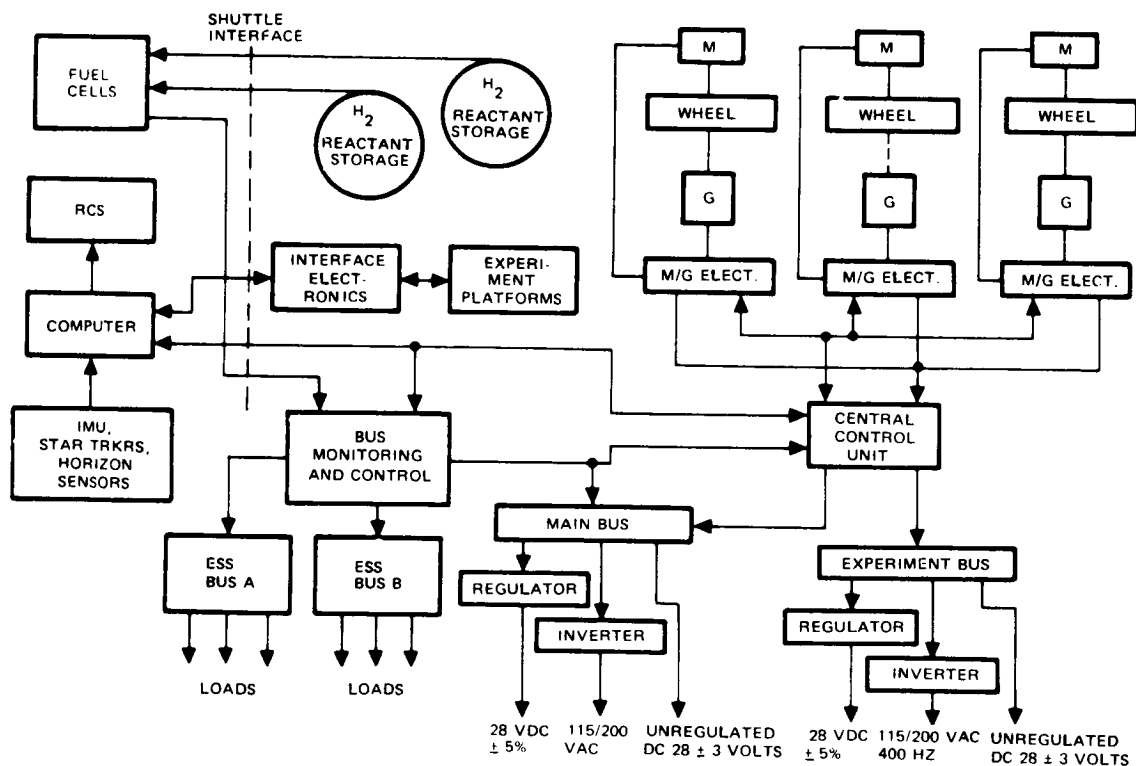 SHUTTLE
INTERFACE
FUEL
CELLS
H2
REACTANT
STORAGE
H2
REACTANT
STORAGE
M
WHEEL
G
M/G ELECT.
M
WHEEL
G
M/G ELECT.
M
WHEEL
G
M/G ELECT.
RCS
INTERFACE
ELECT-
RONICS
EXPERI-
MENT
PLATFORMS
COMPUTER
IMU,
STAR TRKRS,
HORIZON
SENSORS
BUS
MONITORING
AND CONTROL
CENTRAL
CONTROL
UNIT
ESS
BUS A
LOADS
ESS
BUS B
LOADS
MAIN BUS
REGULATOR
INVERTER
28 VDC
± 5%
115/200
VAC
UNREGULATED
DC 28 ± 3 VOLTS
EXPERIMENT BUS
REGULATOR
INVERTER
28 VDC
± 5%
115/200 VAC
400 HZ
UNREGULATED
DC 28 ± 3 VOLTS